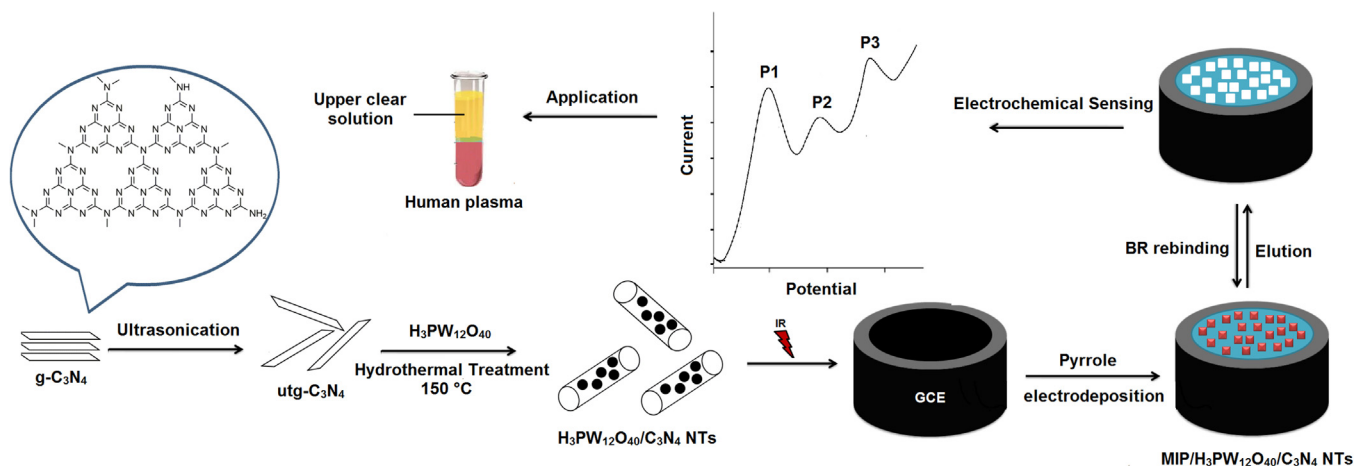 NH
NH₂
Upper clear
solution
Human plasma
Application
Current
Potential
P1
P2
P3
Electrochemical Sensing
BR rebinding
Elution
g-C₃N₄
Ultrasonication
utg-C₃N₄
H₃PW₁₂O₄₀
Hydrothermal Treatment
150 °C
H₃PW₁₂O₄₀/C₃N₄ NTs
IR
GCE
Pyrrole
electrodeposition
MIP/H₃PW₁₂O₄₀/C₃N₄ NTs